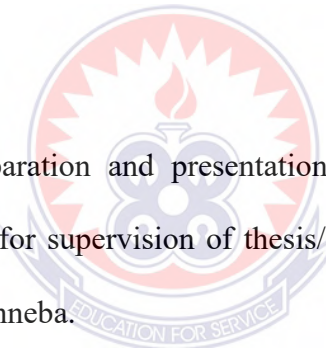 paration and presentation
for supervision of thesis/
nneba.
EDUCATION FOR SERVICE